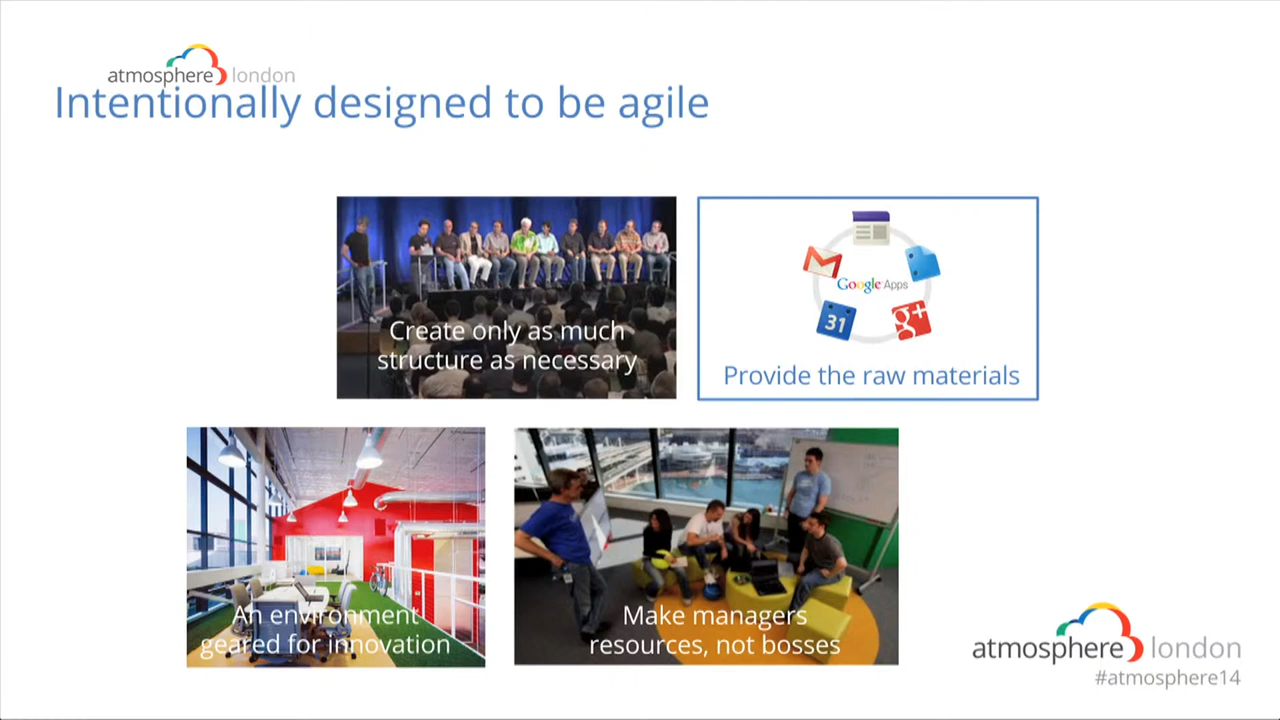 atmosphere london
Intentionally designed to be agile
Create only as much
structure as necessary
Google Apps
31
g+
Provide the raw materials
An environment
geared for innovation
Make managers
resources, not bosses
atmosphere london
#atmosphere14